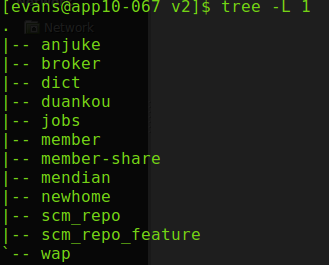 [evans@app10-067 v2]$ tree -L 1
.
Network
|-- anjuke
|-- broker
|-- dict
|-- duankou
|-- jobs
|-- member
|-- member-share
|-- mendian
|-- newhome
|-- scm_repo
|-- scm_repo_feature
`-- wap